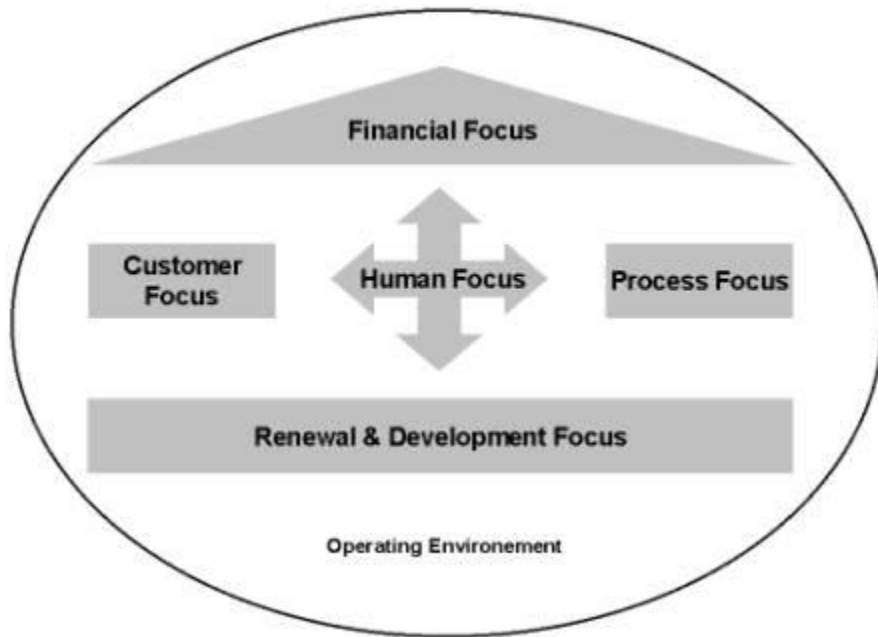 Financial Focus
Customer
Focus
Human Focus
Process Focus
Renewal & Development Focus
Operating Environement